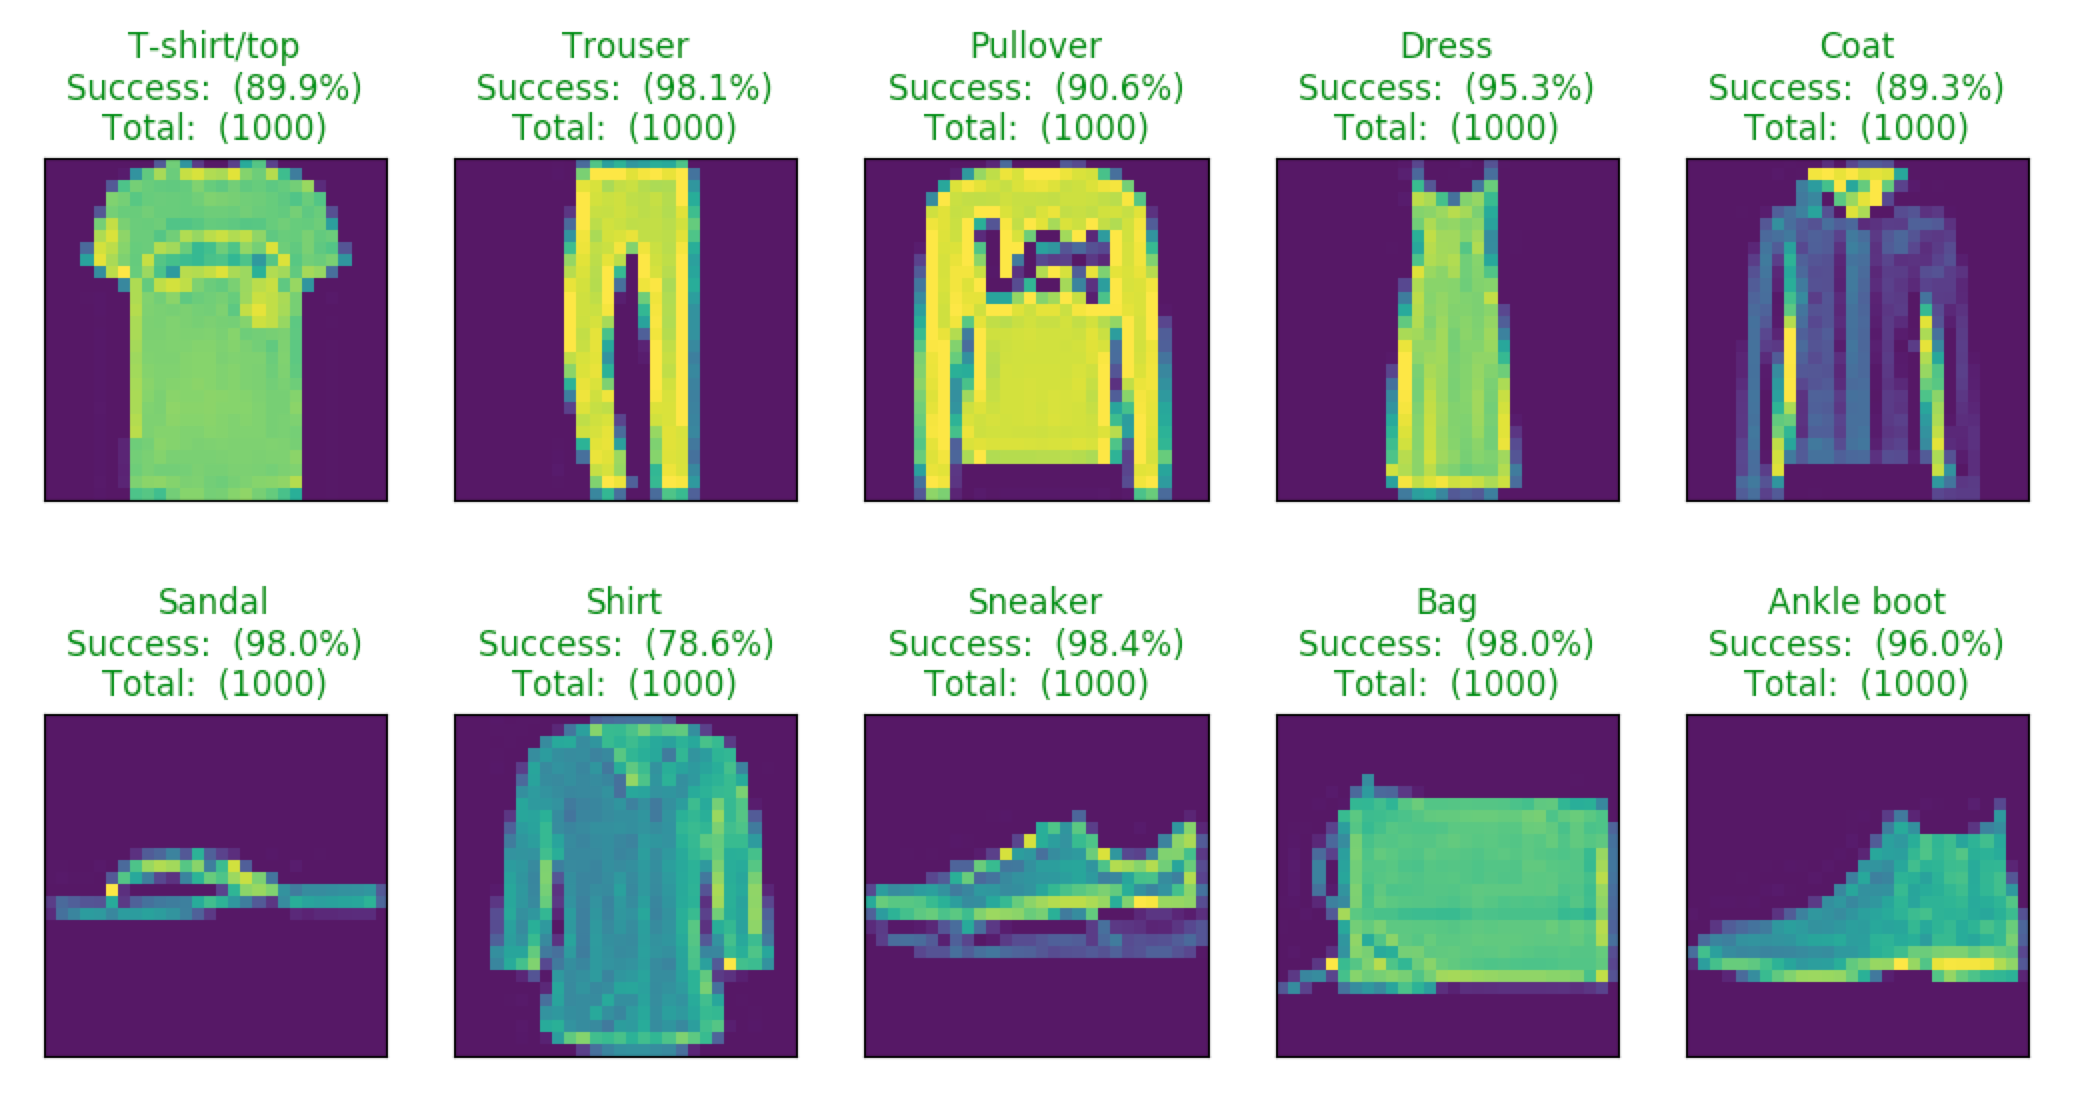 T-shirt/top
Success: (89.9%)
Total: (1000)
Trouser
Success: (98.1%)
Total: (1000)
Pullover
Success: (90.6%)
Total: (1000)
Dress
Success: (95.3%)
Total: (1000)
Coat
Success: (89.3%)
Total: (1000)
Sandal
Success: (98.0%)
Total: (1000)
Shirt
Success: (78.6%)
Total: (1000)
Sneaker
Success: (98.4%)
Total: (1000)
Bag
Success: (98.0%)
Total: (1000)
Ankle boot
Success: (96.0%)
Total: (1000)